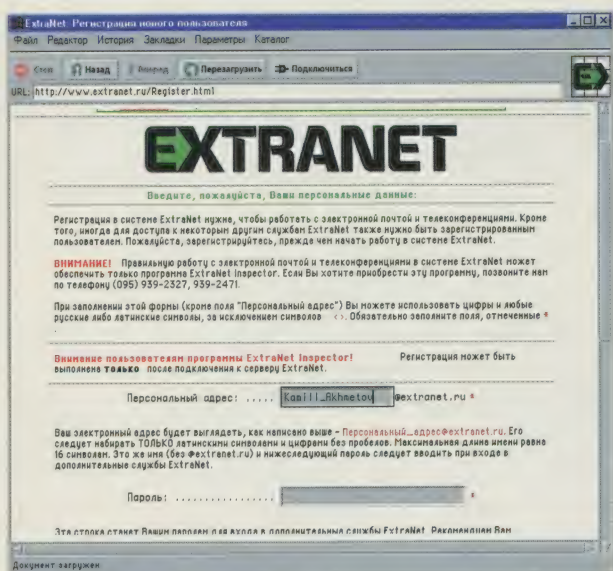 ExtraNet: Регистрация нового пользователя
Файл Редактор История Закладки Параметры Каталог
Стоп Назад Вперед Перезагрузить Подключиться
URL: http://www.extranet.ru/Register.html
EXTRANET
Введите, пожалуйста, Ваши персональные данные:
Регистрация в системе ExtraNet нужна, чтобы работать с электронной почтой и телеконференциями. Кроме
того, иногда для доступа к некоторым другим службам ExtraNet также нужно быть зарегистрированным
пользователем. Пожалуйста, зарегистрируйтесь, прежде чем начать работу в системе ExtraNet.
ВНИМАНИЕ! Правильную работу с электронной почтой и телеконференциями в системе ExtraNet может
обеспечить только программа ExtraNet Inspector. Если Вы хотите приобрести эту программу, позвоните нам
по телефону (095) 939-2327, 939-2471.
При заполнении этой формы (кроме поля "Персональный адрес") Вы можете использовать цифры и любые
русские либо латинские символы, за исключением символов <>. Обязательно заполните поля, отмеченные *
.
Внимание пользователям программы ExtraNet Inspector! Регистрация может быть
выполнена только после подключения к серверу ExtraNet.
Персональный адрес: ..... Kamill_Akhmetov @extranet.ru *
Ваш электронный адрес будет выглядеть, как написано выше - Персональный_адрес@extranet.ru. Его
следует набирать ТОЛЬКО латинскими символами и цифрами без пробелов. Максимальная длина имени равна
16 символам. Это же имя (без @extranet.ru) и нижеследующий пароль следует вводить при входе в
дополнительные службы ExtraNet.
Пароль: ................. *
Эта строка станет Вашим паролем для входа в дополнительные службы ExtraNet. Рекомендуем Вам
Документ загружен